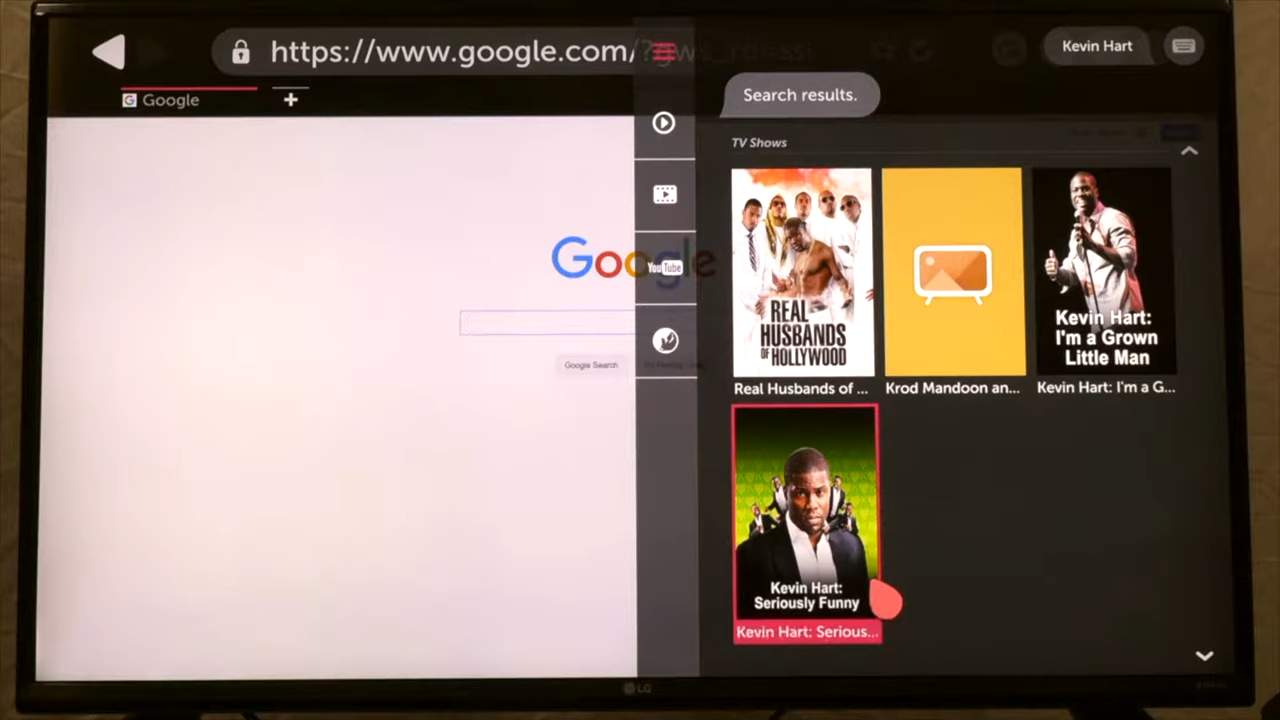 https://www.google.com/
Kevin Hart
Google
Search results.
TV Shows
Google
YouTube
Google Search
REAL
HUSBANDS
OF HOLLYWOOD
Kevin Hart:
I'm a Grown
Little Man
Real Husbands of ...
Krod Mandoon an...
Kevin Hart: I'm a G...
Kevin Hart:
Seriously Funny
Kevin Hart: Serious...
LG